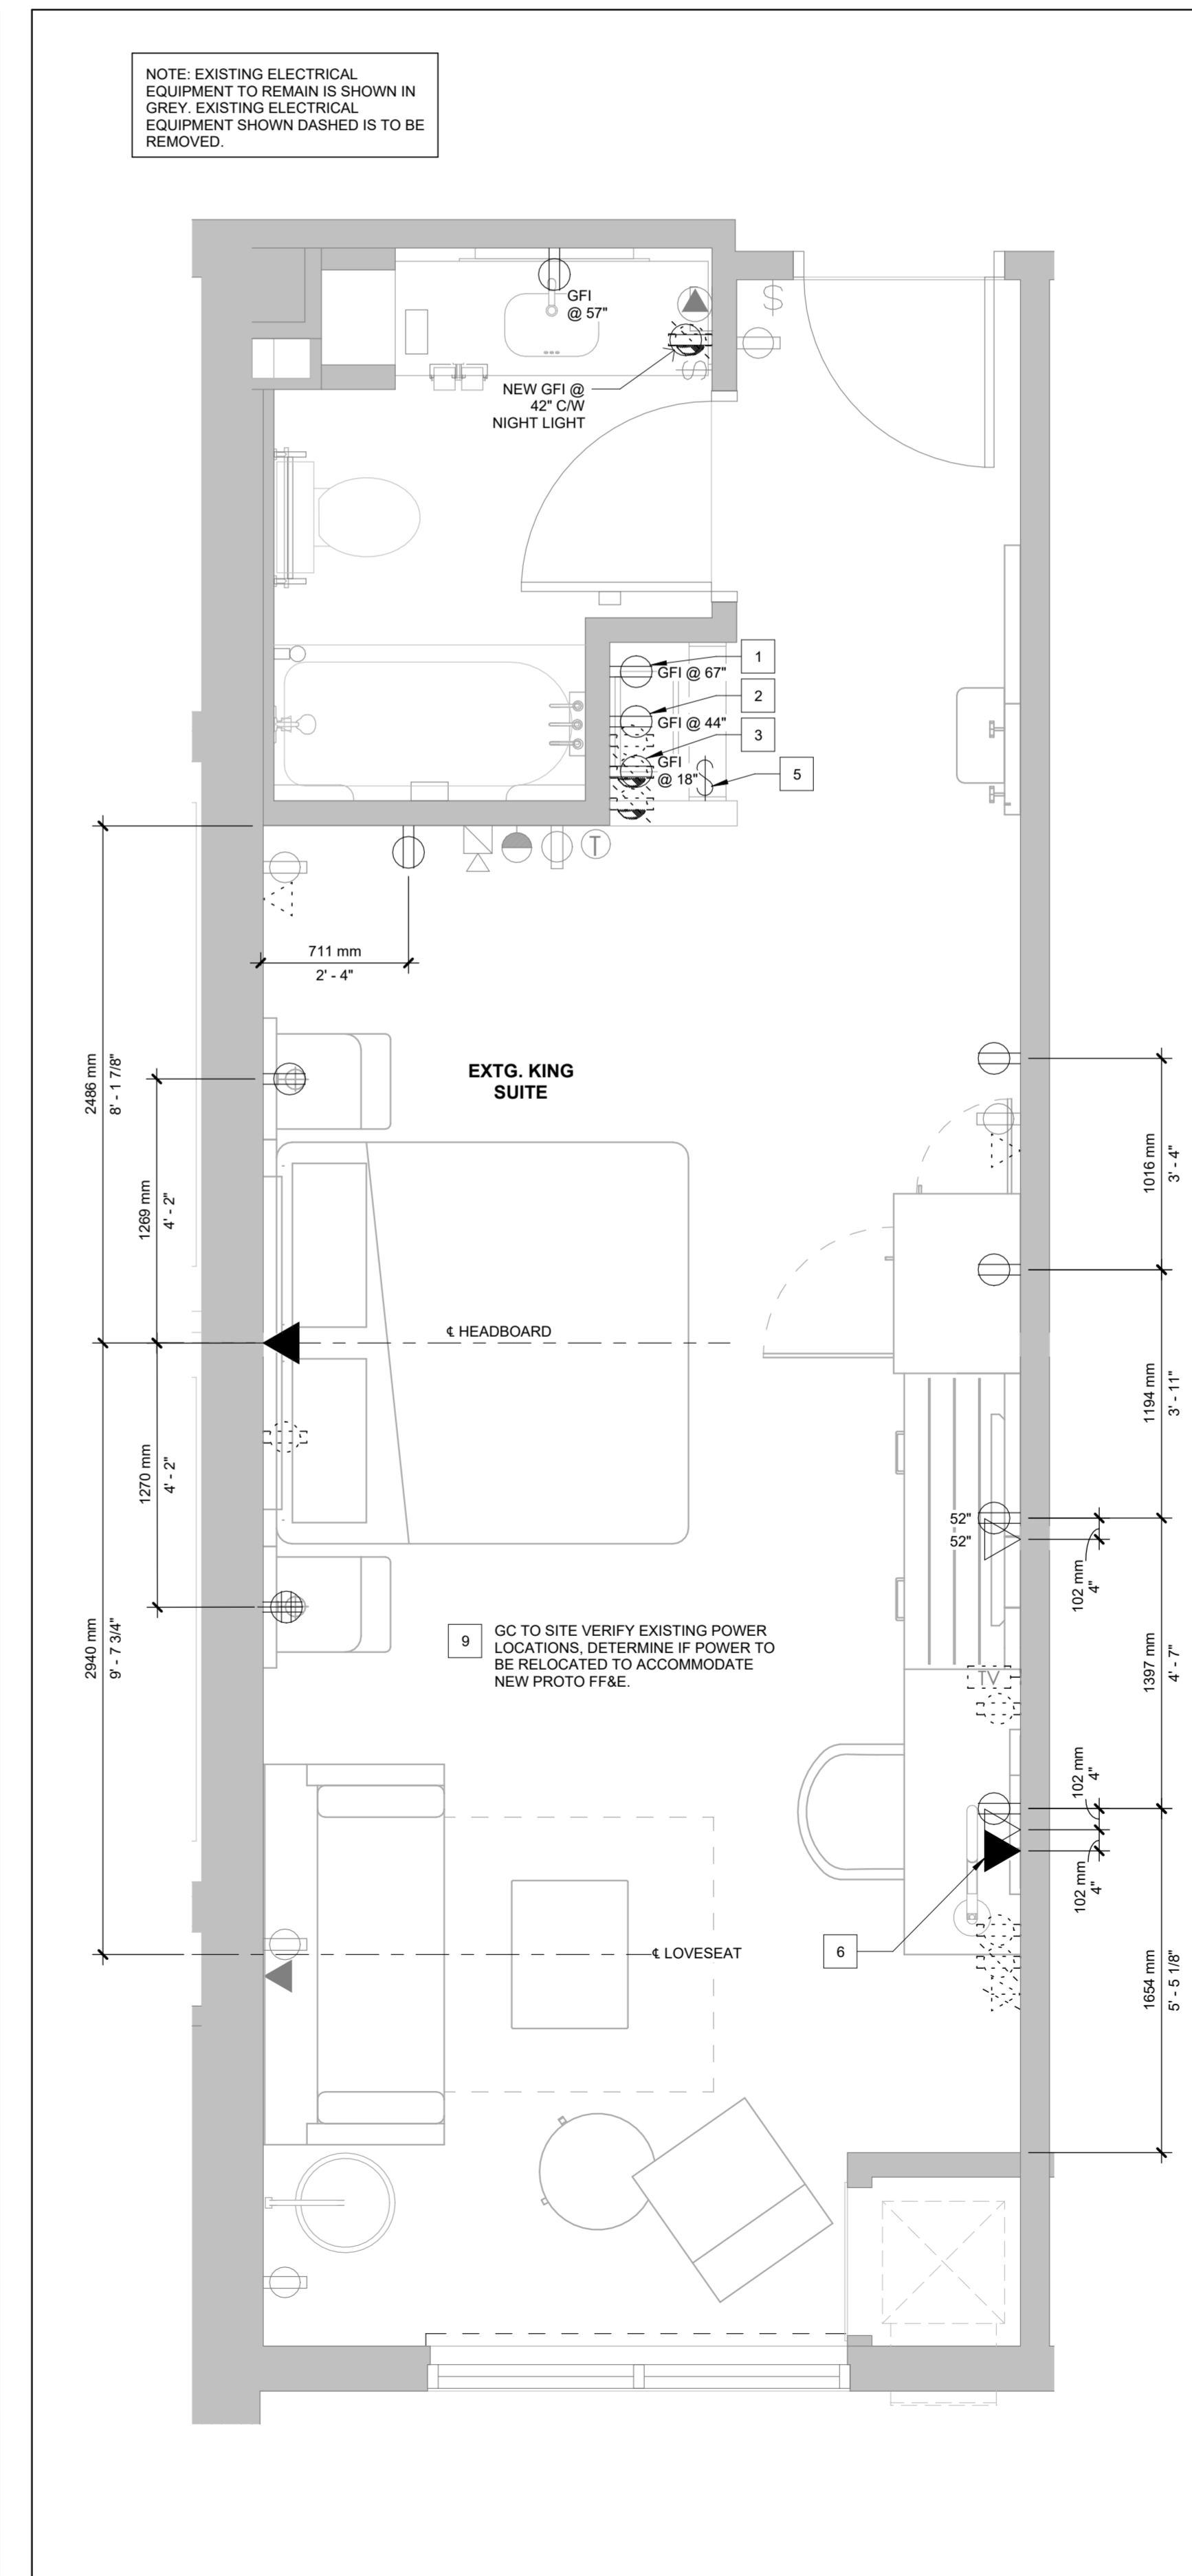 NOTE: EXISTING ELECTRICAL
EQUIPMENT TO REMAIN IS SHOWN IN
GREY. EXISTING ELECTRICAL
EQUIPMENT SHOWN DASHED IS TO BE
REMOVED.
GFI
@ 57"
S
NEW GFI @
42" C/W
NIGHT LIGHT
S
1
GFI @ 67"
2
GFI @ 44"
3
GFI
@ 18"
S
5
T
711 mm
2' - 4"
2486 mm
8' - 1 7/8"
1269 mm
4' - 2"
EXTG. KING
SUITE
1016 mm
3' - 4"
℄ HEADBOARD
1194 mm
3' - 11"
1270 mm
4' - 2"
52"
52"
102 mm
4"
2940 mm
9' - 7 3/4"
9
GC TO SITE VERIFY EXISTING POWER
LOCATIONS, DETERMINE IF POWER TO
BE RELOCATED TO ACCOMMODATE
NEW PROTO FF&E.
TV
1397 mm
4' - 7"
102 mm
4"
102 mm
4"
6
℄ LOVESEAT
1654 mm
5' - 5 1/8"